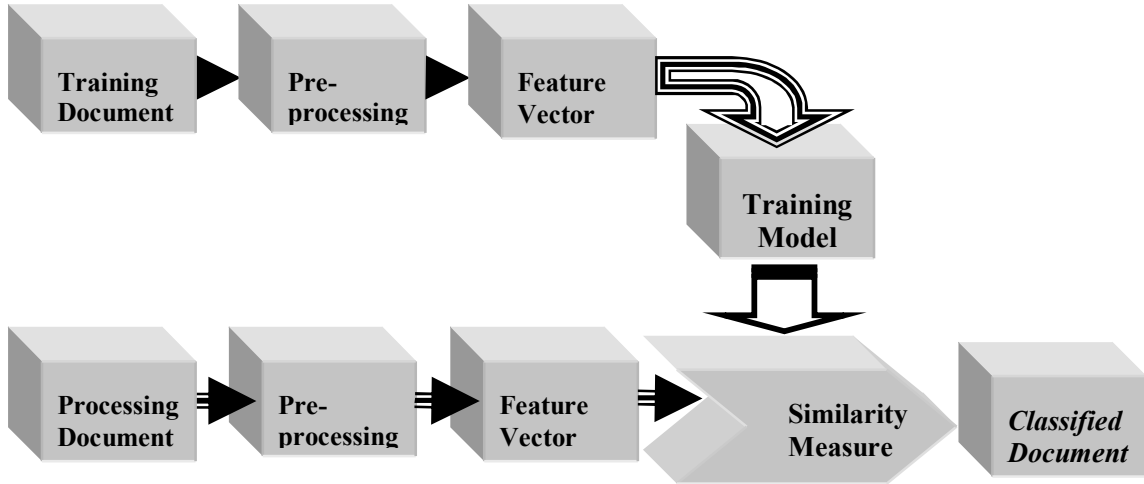 Training
Document
Pre-
processing
Feature
Vector
Training
Model
Processing
Document
Pre-
processing
Feature
Vector
Similarity
Measure
Classified
Document